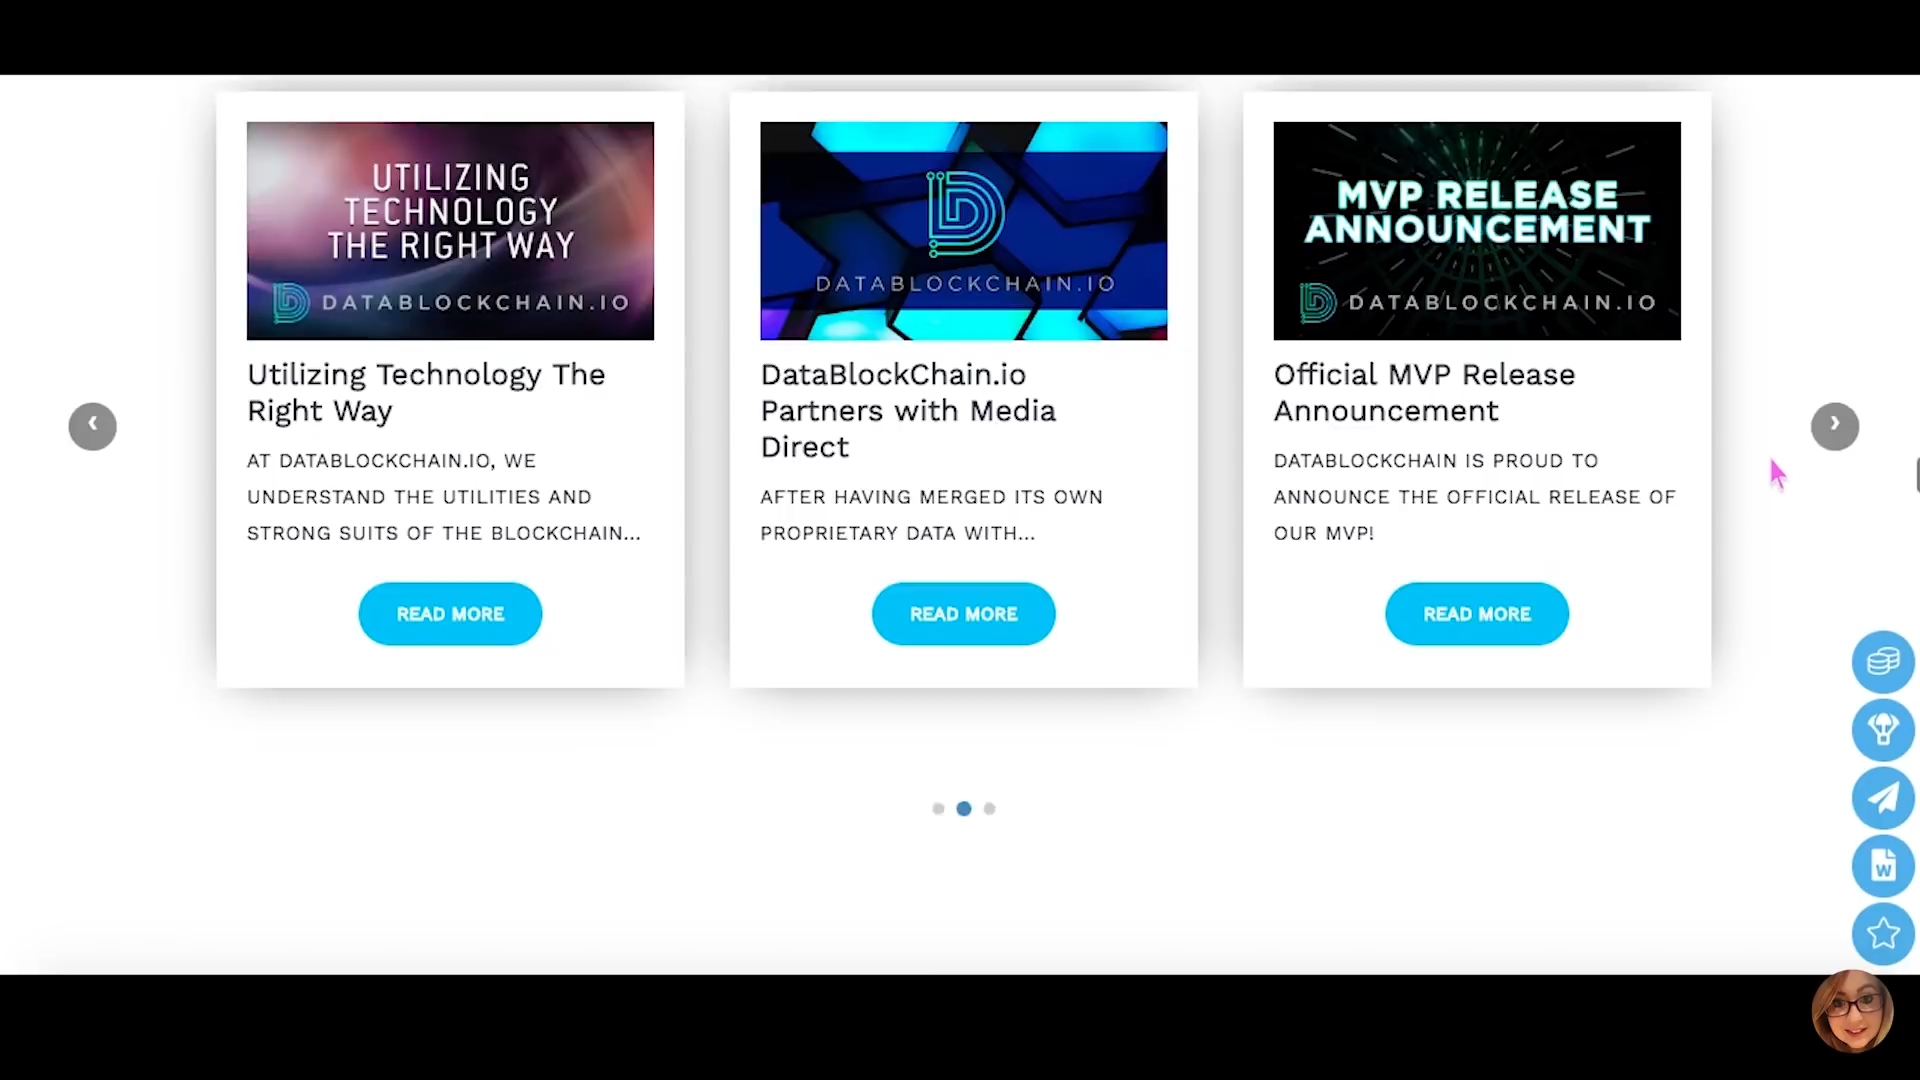 UTILIZING
TECHNOLOGY
THE RIGHT WAY
DATABLOCKCHAIN.IO
Utilizing Technology The
Right Way
AT DATABLOCKCHAIN.IO, WE
UNDERSTAND THE UTILITIES AND
STRONG SUITS OF THE BLOCKCHAIN...
READ MORE
DATABLOCKCHAIN.IO
DataBlockChain.io
Partners with Media
Direct
AFTER HAVING MERGED ITS OWN
PROPRIETARY DATA WITH...
READ MORE
MVP RELEASE
ANNOUNCEMENT
DATABLOCKCHAIN.IO
Official MVP Release
Announcement
DATABLOCKCHAIN IS PROUD TO
ANNOUNCE THE OFFICIAL RELEASE OF
OUR MVP!
READ MORE
W